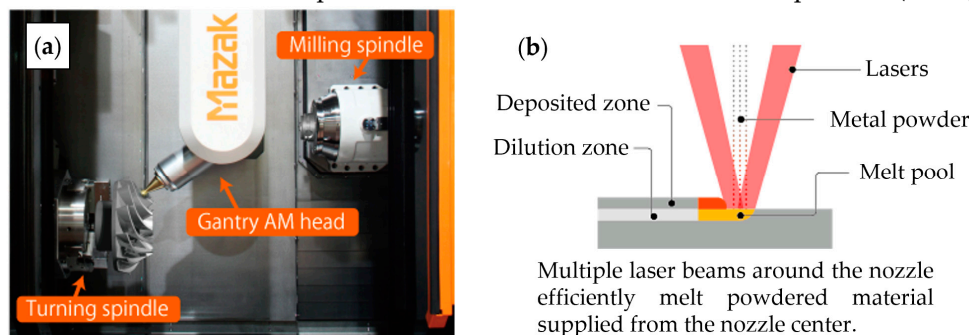 (a)
Mazak
Milling spindle
Gantry AM head
Turning spindle
(b)
Lasers
Deposited zone
Metal powder
Dilution zone
Melt pool
Multiple laser beams around the nozzle
efficiently melt powdered material
supplied from the nozzle center.